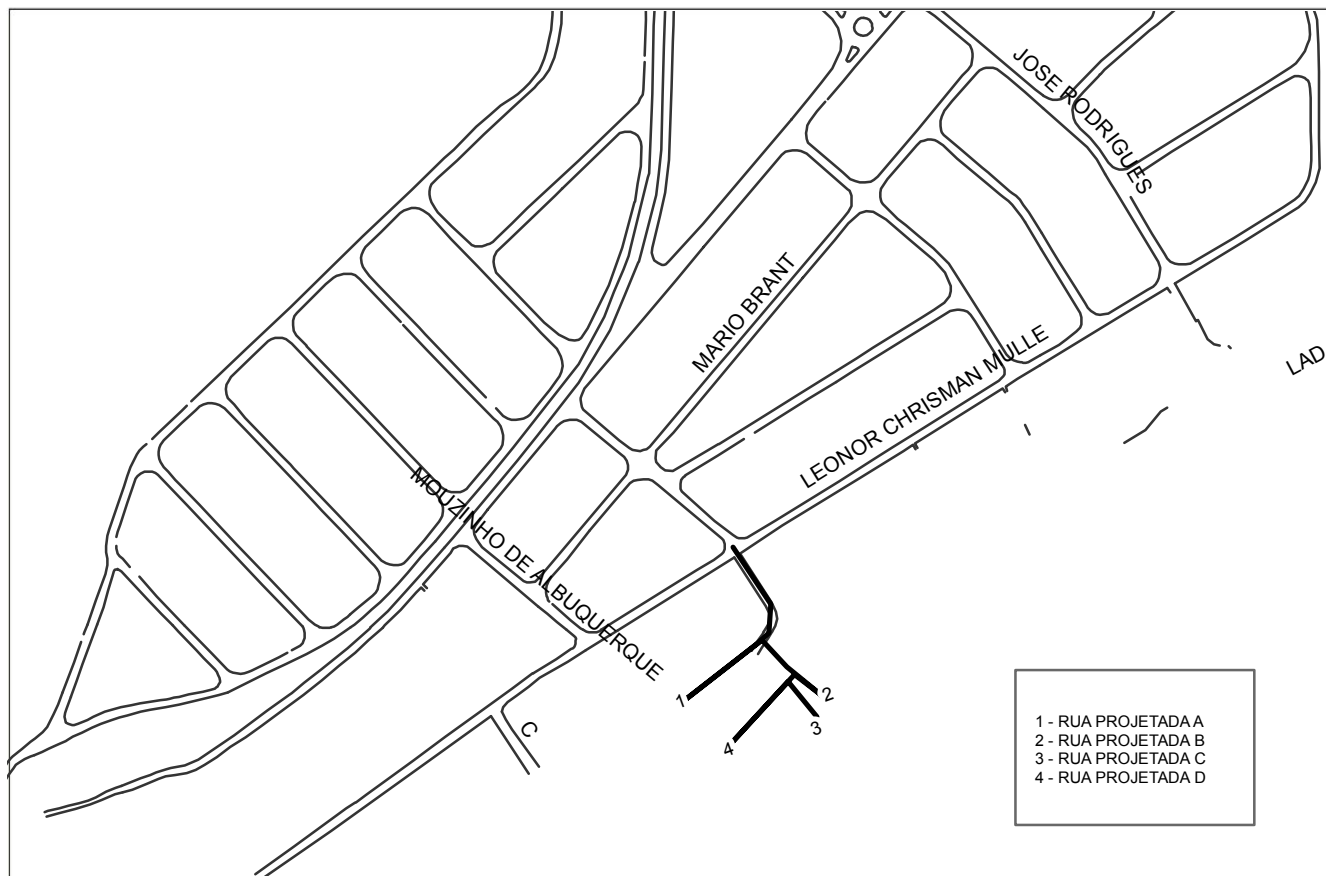 JOSE RODRIGUES
MARIO BRANT
LAD
LEONOR CHRISMAN MULLE
MOUZINHO DE ALBUQUERQUE
1
2
3
4
C
1 - RUA PROJETADA A
2 - RUA PROJETADA B
3 - RUA PROJETADA C
4 - RUA PROJETADA D